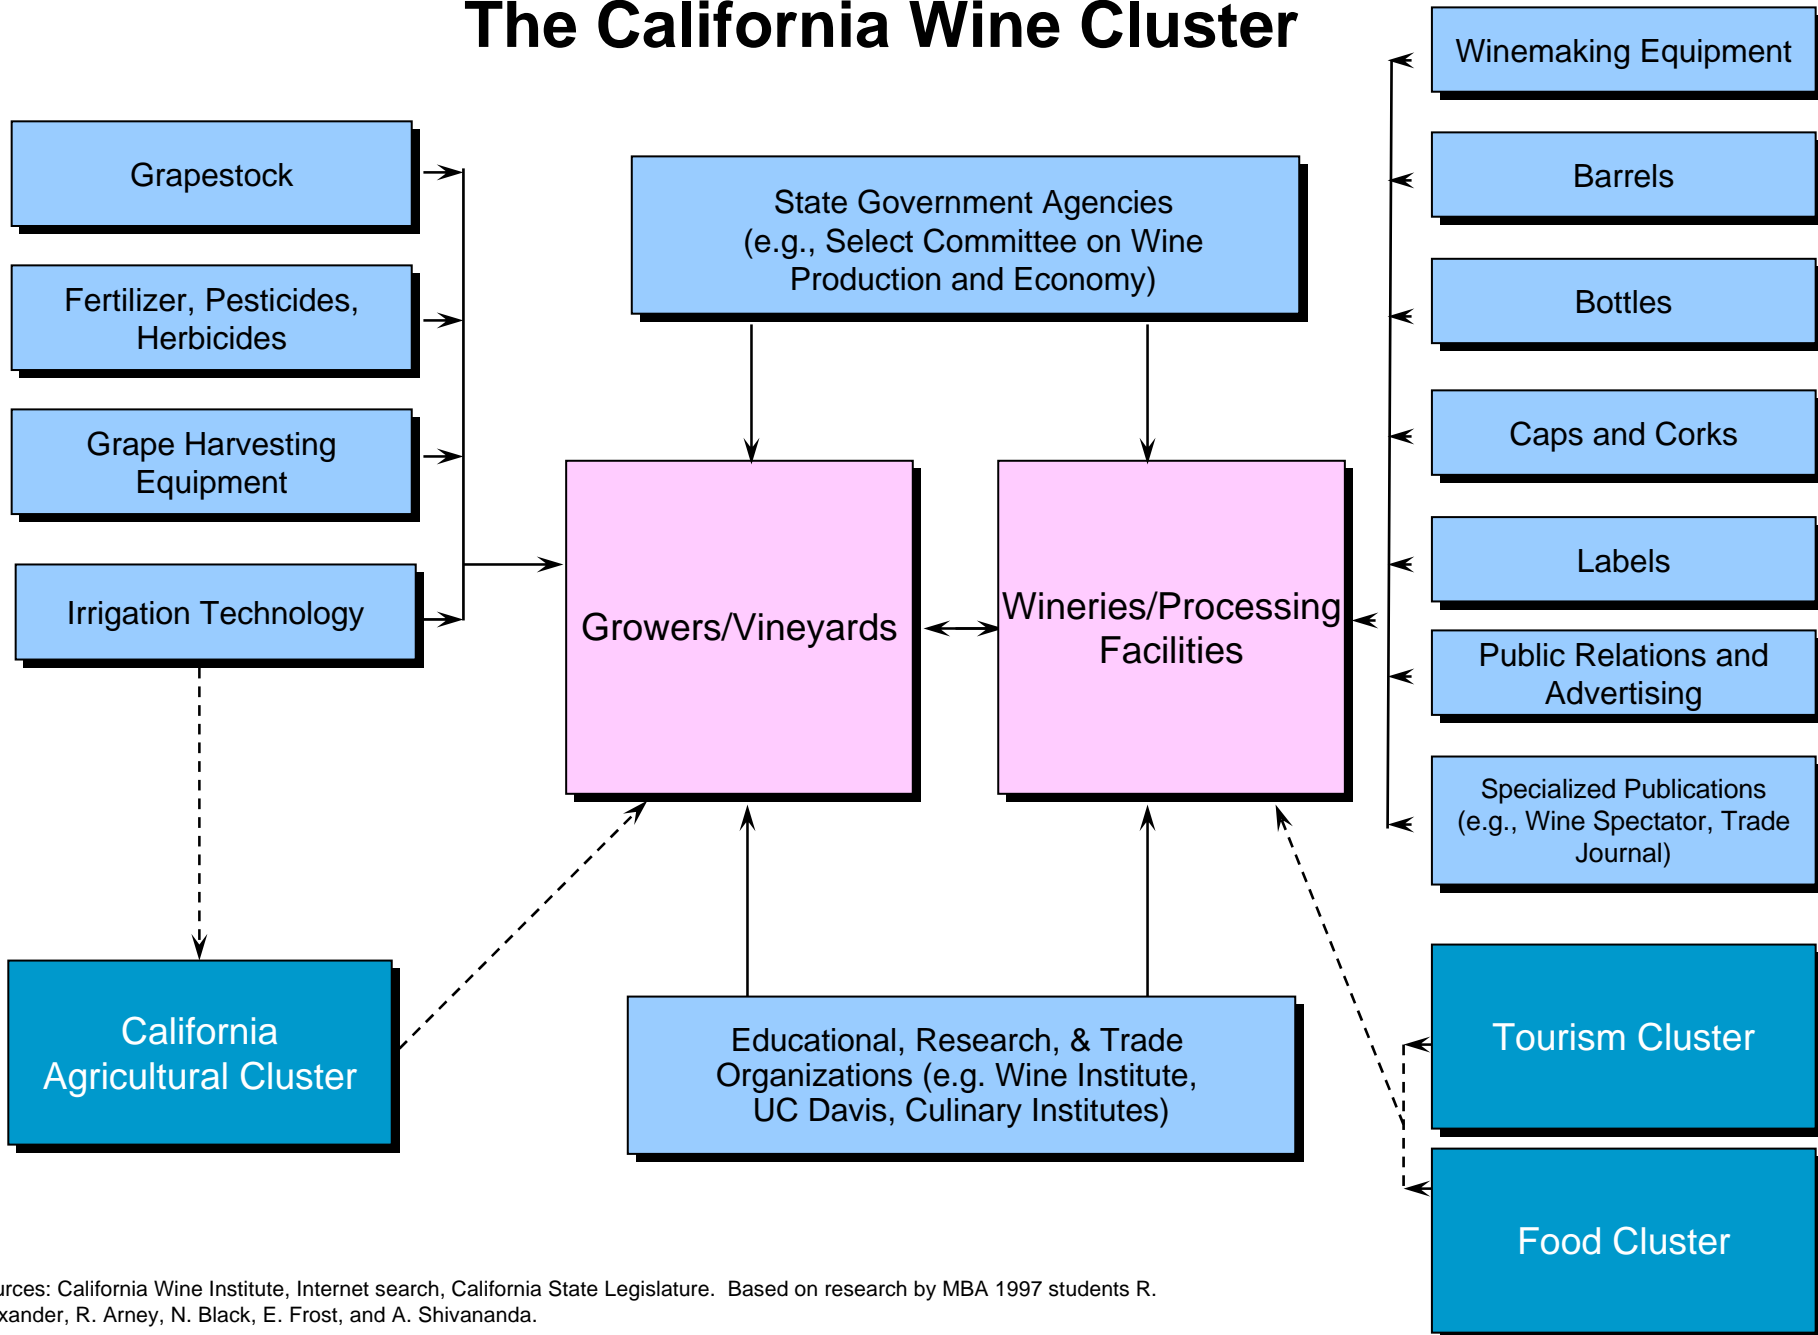 The California Wine Cluster
Grapestock
Fertilizer, Pesticides,
Herbicides
Grape Harvesting
Equipment
Irrigation Technology
State Government Agencies
(e.g., Select Committee on Wine
Production and Economy)
Growers/Vineyards
Wineries/Processing
Facilities
Winemaking Equipment
Barrels
Bottles
Caps and Corks
Labels
Public Relations and
Advertising
Specialized Publications
(e.g., Wine Spectator, Trade
Journal)
California
Agricultural Cluster
Educational, Research, & Trade
Organizations (e.g. Wine Institute,
UC Davis, Culinary Institutes)
Tourism Cluster
Food Cluster
urces: California Wine Institute, Internet search, California State Legislature. Based on research by MBA 1997 students R.
xander, R. Arney, N. Black, E. Frost, and A. Shivananda.